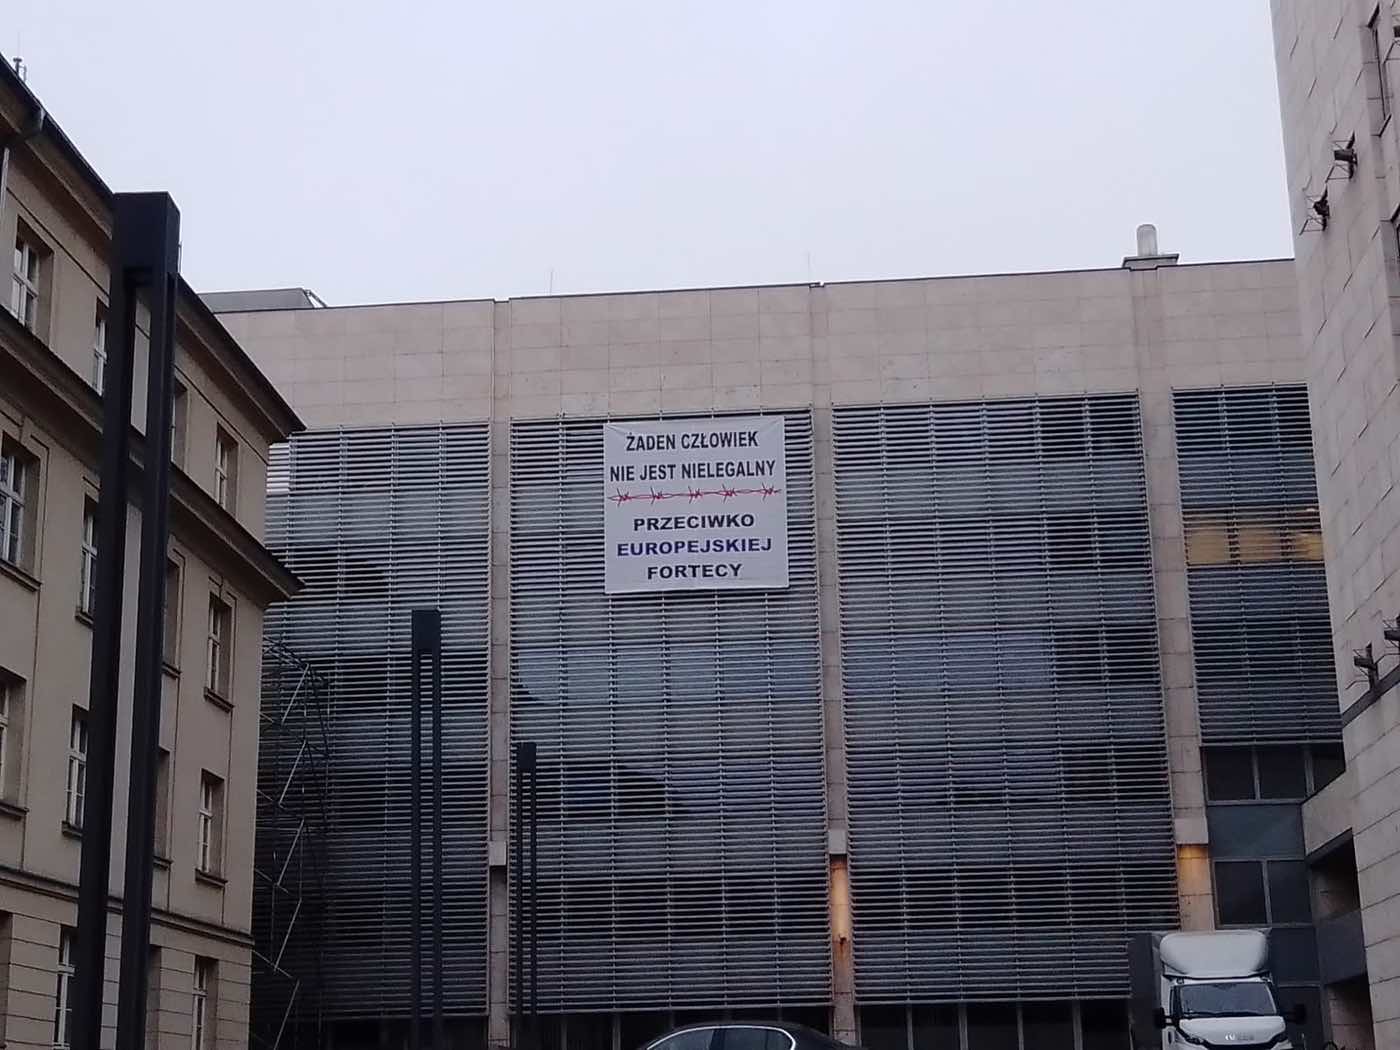 ŻADEN CZŁOWIEK
NIE JEST NIELEGALNY
PRZECIWKO
EUROPEJSKIEJ
FORTECY